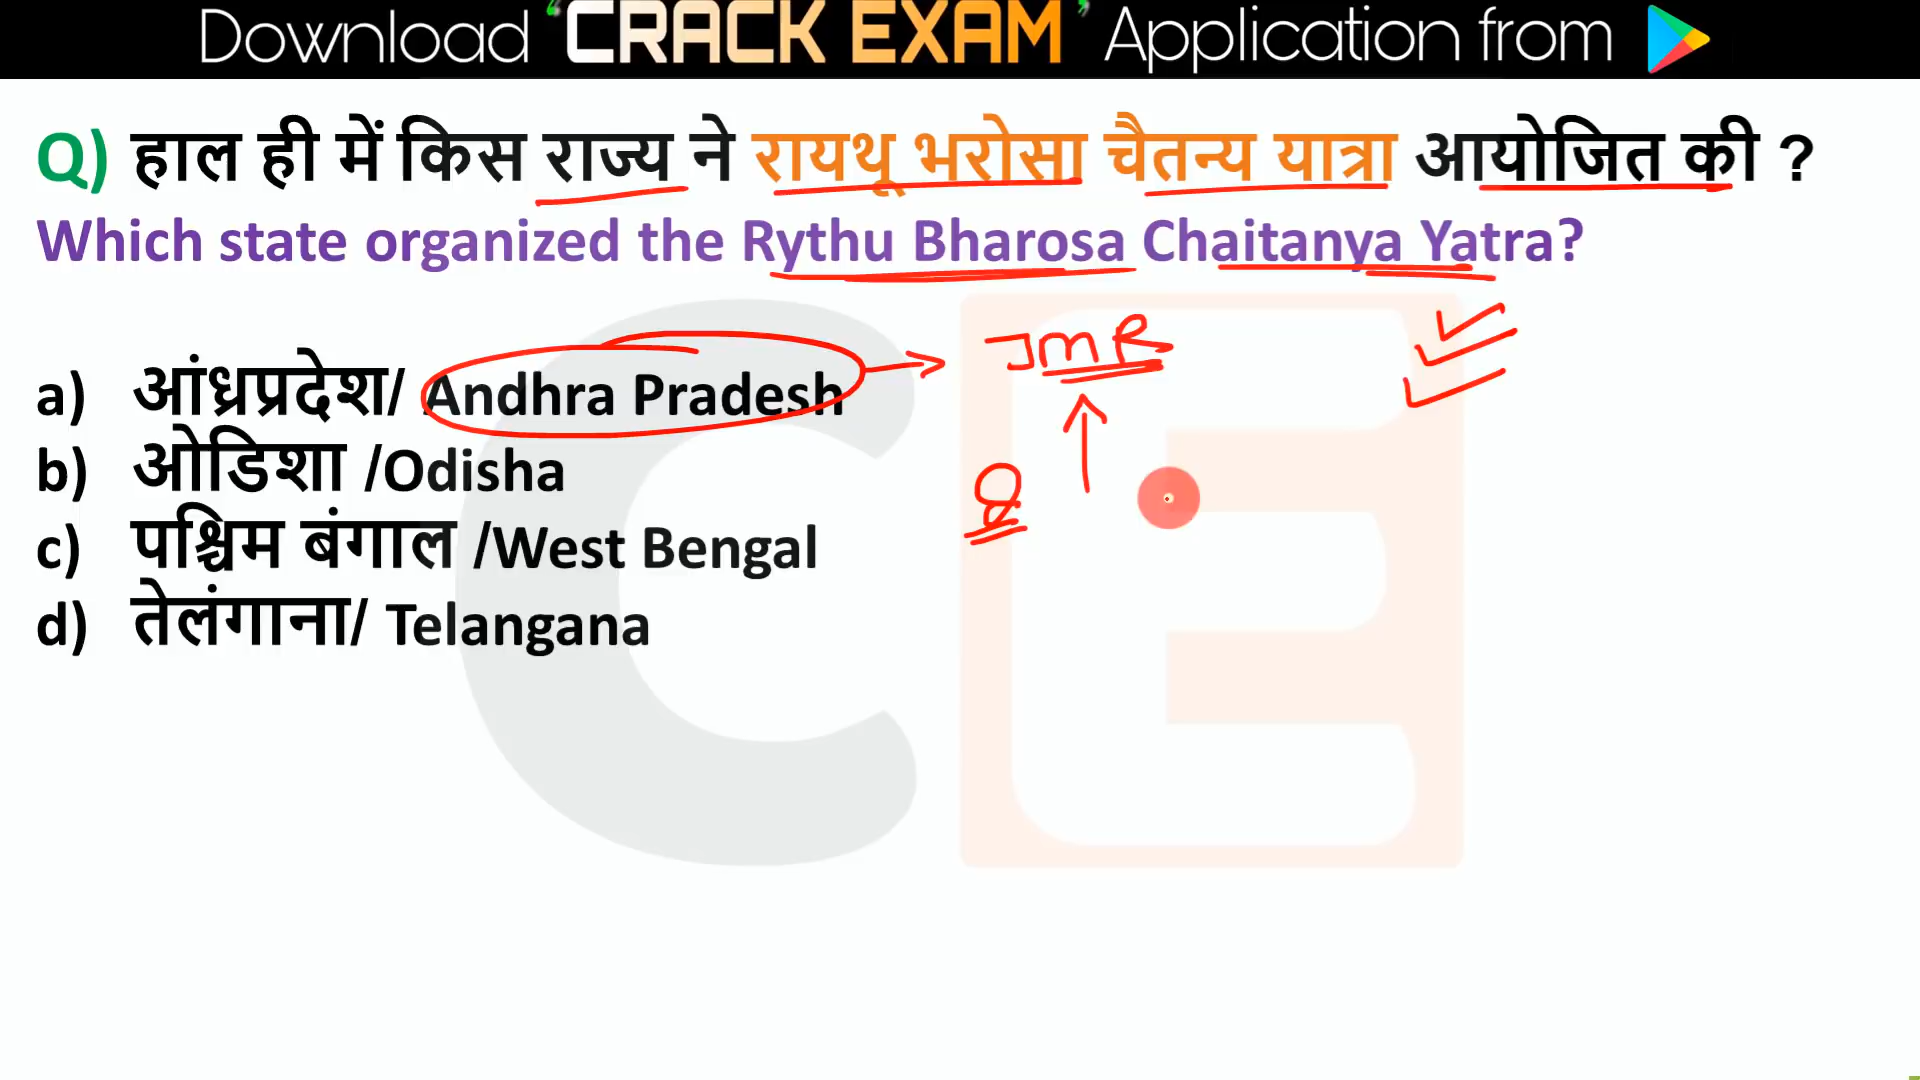 Download 'CRACK EXAM' Application from
Q) हाल ही में किस राज्य ने रायथू भरोसा चैतन्य यात्रा आयोजित की ?
Which state organized the Rythu Bharosa Chaitanya Yatra?
a) आंध्रप्रदेश/ Andhra Pradesh
b) ओडिशा /Odisha
c) पश्चिम बंगाल /West Bengal
d) तेलंगाना/ Telangana
JMR
CE